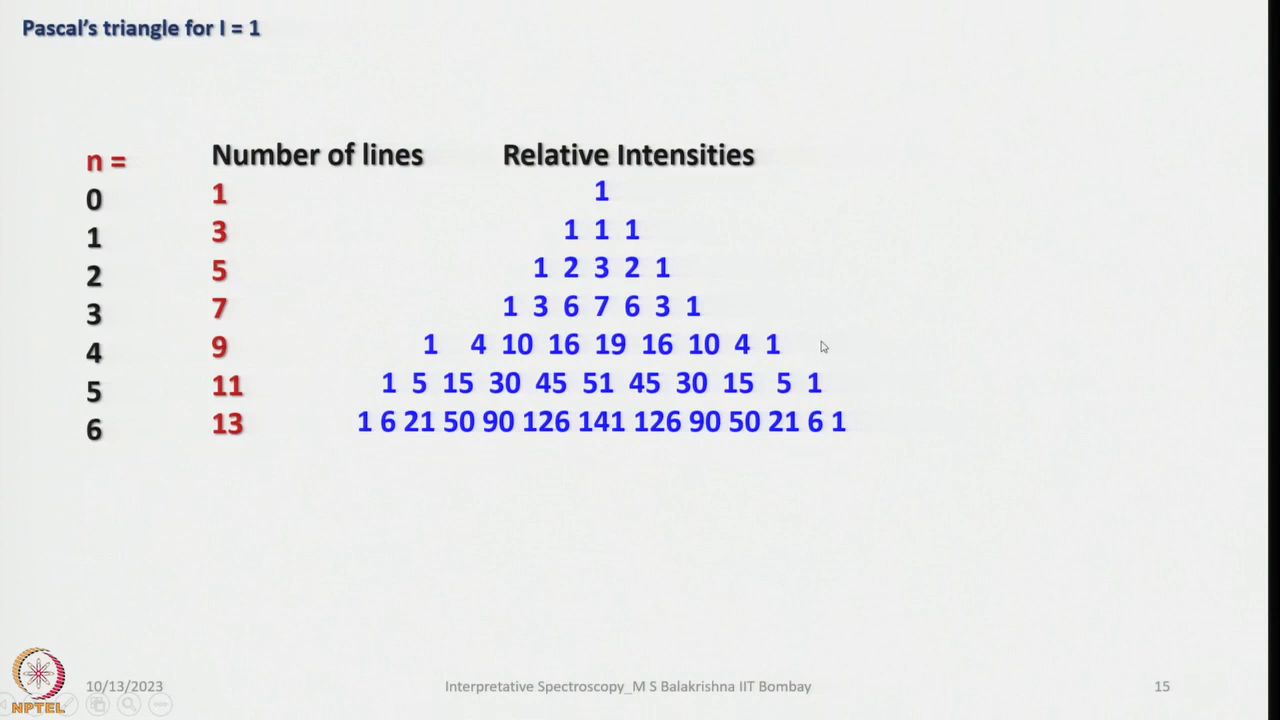 Pascal's triangle for I = 1
n = Number of lines Relative Intensities
0 1 1
1 3 1 1 1
2 5 1 2 3 2 1
3 7 1 3 6 7 6 3 1
4 9 1 4 10 16 19 16 10 4 1
5 11 1 5 15 30 45 51 45 30 15 5 1
6 13 1 6 21 50 90 126 141 126 90 50 21 6 1
NPTEL
10/13/2023 Interpretative Spectroscopy_M S Balakrishna IIT Bombay 15